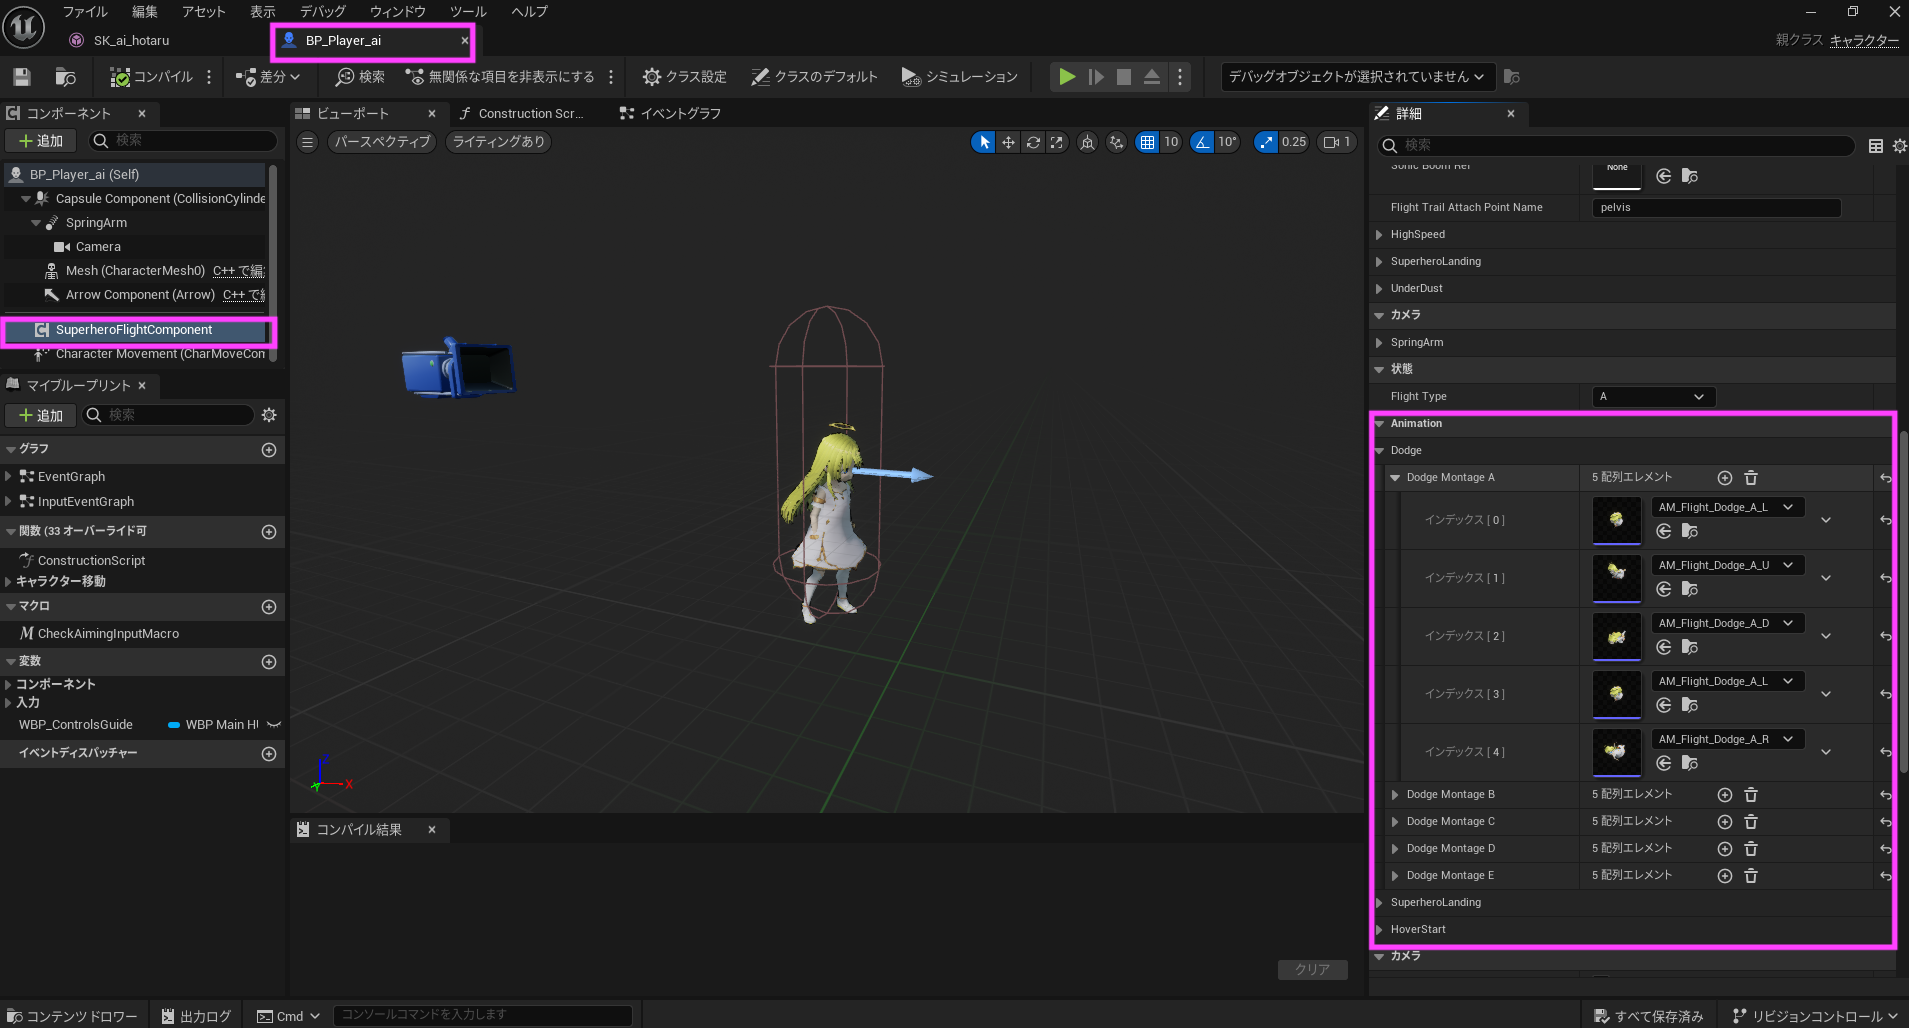 ファイル
編集
アセット
表示
デバッグ
ウィンドウ
ツール
ヘルプ
SK_ai_hotaru
BP_Player_ai
親クラス キャラクター
コンパイル
差分
検索
無関係な項目を非表示にする
クラス設定
クラスのデフォルト
シミュレーション
デバッグオブジェクトが選択されていません
コンポーネント
追加
検索
BP_Player_ai (Self)
Capsule Component (CollisionCylinde
SpringArm
Camera
Mesh (CharacterMesh0) C++ で編
Arrow Component (Arrow) C++ で
SuperheroFlightComponent
Character Movement (CharMoveCom
マイブループリント
追加
検索
グラフ
EventGraph
InputEventGraph
関数 (33 オーバーライド可
ConstructionScript
キャラクター移動
マクロ
CheckAimingInputMacro
変数
コンポーネント
入力
WBP_ControlsGuide
WBP Main HU
イベントディスパッチャー
ビューポート
Construction Scr...
イベントグラフ
パースペクティブ
ライティングあり
10
10°
0.25
1
Z
X
Y
コンパイル結果
クリア
詳細
検索
Sonic Boom Ref
None
Flight Trail Attach Point Name
pelvis
HighSpeed
SuperheroLanding
UnderDust
カメラ
SpringArm
状態
Flight Type
A
Animation
Dodge
Dodge Montage A
5 配列エレメント
インデックス [ 0 ]
AM_Flight_Dodge_A_L
インデックス [ 1 ]
AM_Flight_Dodge_A_U
インデックス [ 2 ]
AM_Flight_Dodge_A_D
インデックス [ 3 ]
AM_Flight_Dodge_A_L
インデックス [ 4 ]
AM_Flight_Dodge_A_R
Dodge Montage B
5 配列エレメント
Dodge Montage C
5 配列エレメント
Dodge Montage D
5 配列エレメント
Dodge Montage E
5 配列エレメント
SuperheroLanding
HoverStart
カメラ
コンテンツドロワー
出力ログ
Cmd
コンソールコマンドを入力します
すべて保存済み
リビジョンコントロール